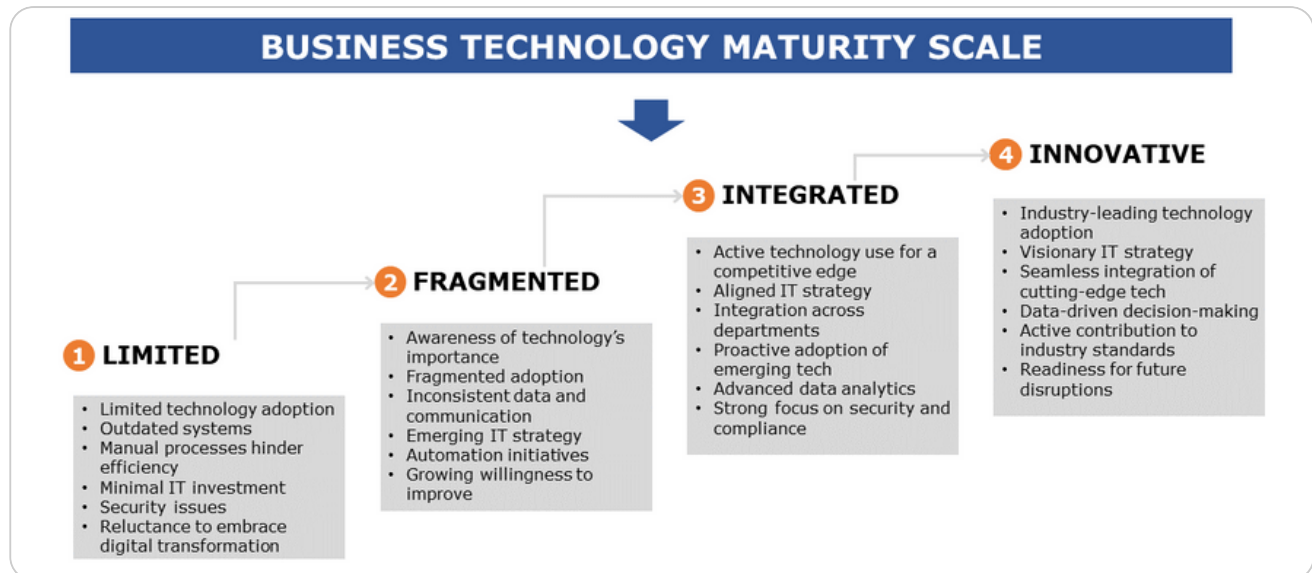 BUSINESS TECHNOLOGY MATURITY SCALE
1 LIMITED
• Limited technology adoption
• Outdated systems
• Manual processes hinder
efficiency
• Minimal IT investment
• Security issues
• Reluctance to embrace
digital transformation
2 FRAGMENTED
• Awareness of technology’s
importance
• Fragmented adoption
• Inconsistent data and
communication
• Emerging IT strategy
• Automation initiatives
• Growing willingness to
improve
3 INTEGRATED
• Active technology use for a
competitive edge
• Aligned IT strategy
• Integration across
departments
• Proactive adoption of
emerging tech
• Advanced data analytics
• Strong focus on security and
compliance
4 INNOVATIVE
• Industry-leading technology
adoption
• Visionary IT strategy
• Seamless integration of
cutting-edge tech
• Data-driven decision-making
• Active contribution to
industry standards
• Readiness for future
disruptions